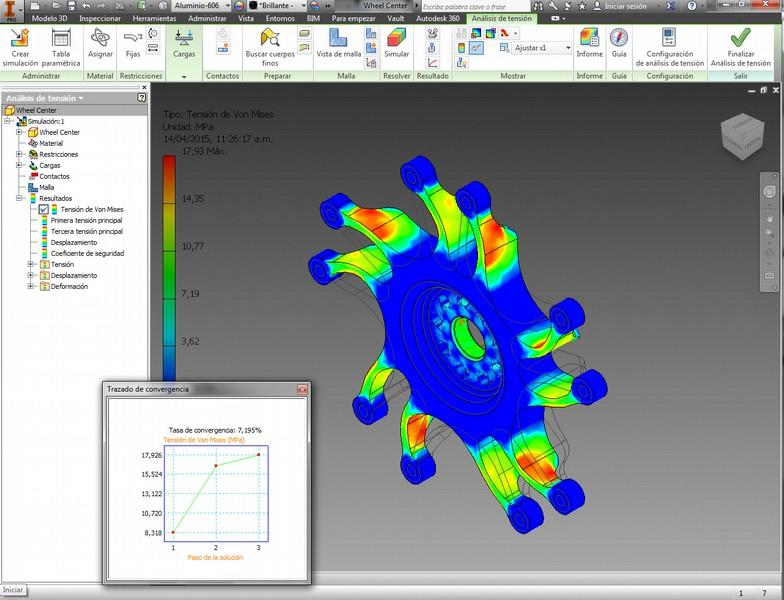 PRO
Aluminio-606
*Brillante
Wheel Center
Escriba palabra clave o frase
Iniciar sesión
Modelo 3D
Inspeccionar
Herramientas
Administrar
Vista
Entornos
BIM
Para empezar
Vault
Autodesk 360
Análisis de tensión
Crear simulación
Tabla paramétrica
Asignar
Fijas
Cargas
Buscar cuerpos finos
Vista de malla
Simular
Ajustar x1
Informe
Guía
Configuración de análisis de tensión
Finalizar Análisis de tensión
Administrar
Material
Restricciones
Contactos
Preparar
Malla
Resolver
Resultado
Mostrar
Informe
Guía
Configuración
Salir
Análisis de tensión
Wheel Center
Simulación:1
Wheel Center
Material
Restricciones
Cargas
Contactos
Malla
Resultados
Tensión de Von Mises
Primera tensión principal
Tercera tensión principal
Desplazamiento
Coeficiente de seguridad
Tensión
Desplazamiento
Deformación
Tipo: Tensión de Von Mises
Unidad: MPa
14/04/2015, 11:26:17 a.m.
17,93 Máx.
14,35
10,77
7,19
3,62
Trazado de convergencia
Tasa de convergencia: 7,195%
Tensión de Von Mises (MPa)
17,926
15,524
13,122
10,720
8,318
1 2 3
Paso de la solución
Iniciar
1 7